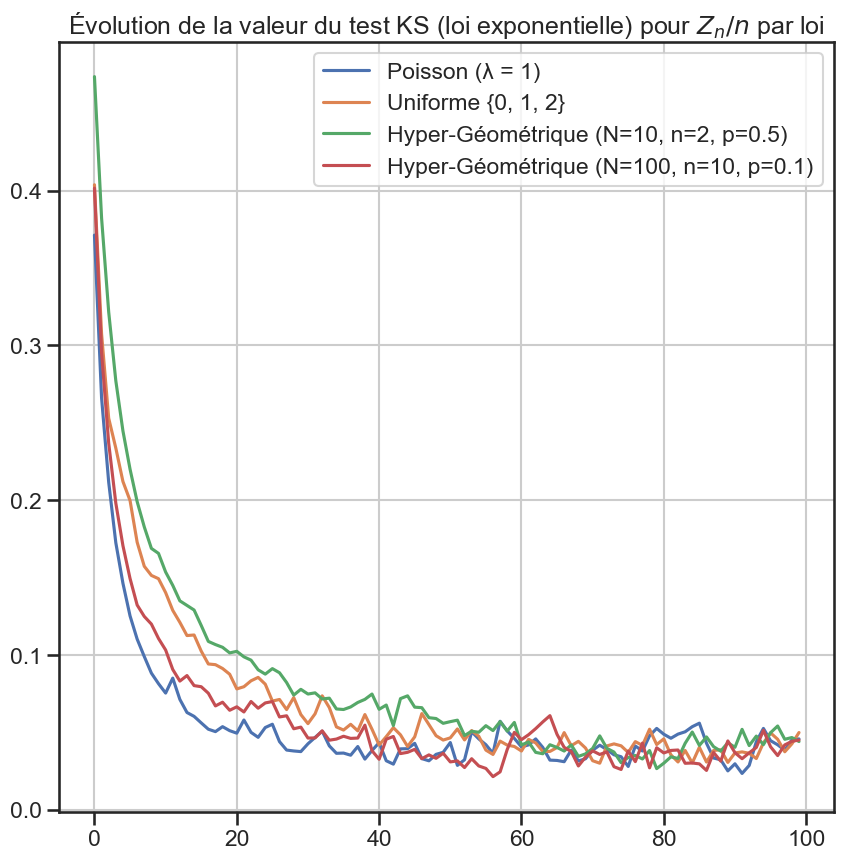 Évolution de la valeur du test KS (loi exponentielle) pour $Z_n/n$ par loi
Poisson (λ = 1)
Uniforme {0, 1, 2}
Hyper-Géométrique (N=10, n=2, p=0.5)
Hyper-Géométrique (N=100, n=10, p=0.1)
0.4
0.3
0.2
0.1
0.0
0 20 40 60 80 100